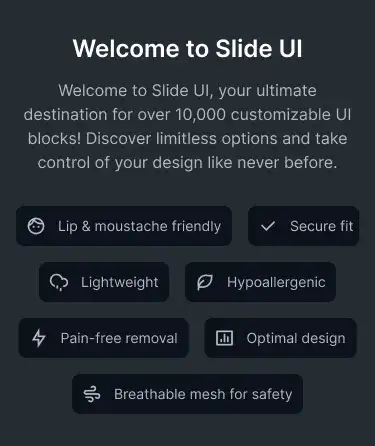 Welcome to Slide UI
Welcome to Slide UI, your ultimate
destination for over 10,000 customizable UI
blocks! Discover limitless options and take
control of your design like never before.
Lip & moustache friendly
Secure fit
Lightweight
Hypoallergenic
Pain-free removal
Optimal design
Breathable mesh for safety